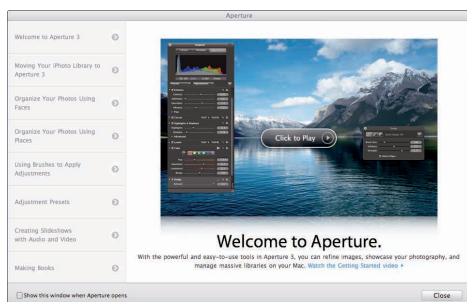 Aperture
Welcome to Aperture 3
Moving Your iPhoto Library to
Aperture 3
Organize Your Photos Using
Faces
Organize Your Photos Using
Places
Using Brushes to Apply
Adjustments
Adjustment Presets
Creating Slideshows
with Audio and Video
Making Books
Click to Play
Welcome to Aperture.
With the powerful and easy-to-use tools in Aperture 3, you can refine images, showcase your photography, and
manage massive libraries on your Mac. Watch the Getting Started video
Show this window when Aperture opens
Close